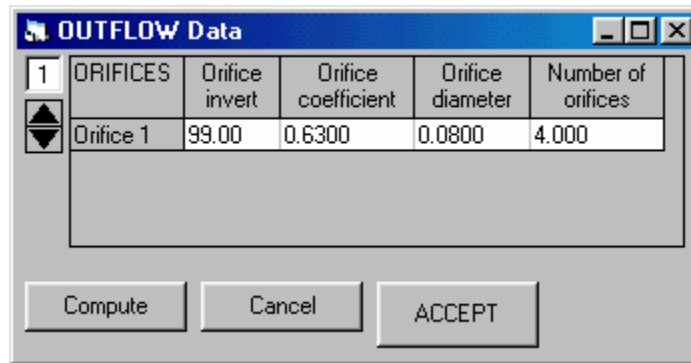 OUTFLOW Data
1
ORIFICES Orifice invert Orifice coefficient Orifice diameter Number of orifices
Orifice 1 99.00 0.6300 0.0800 4.000
Compute Cancel ACCEPT